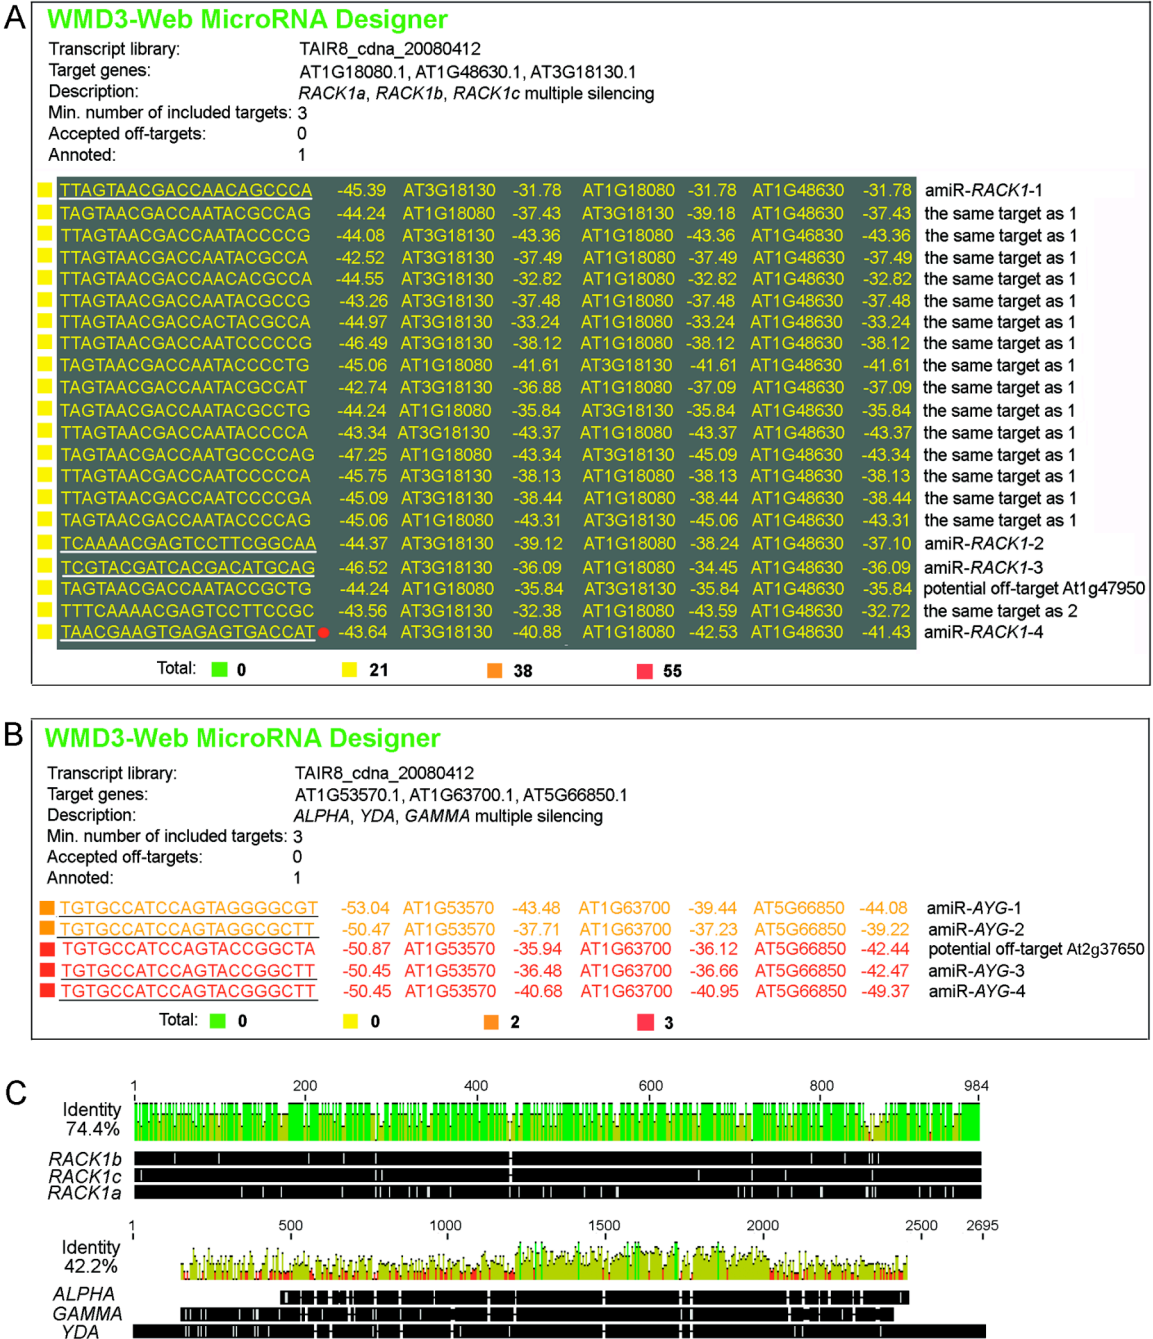 A
WMD3-Web MicroRNA Designer
Transcript library: TAIR8_cdna_20080412
Target genes: AT1G18080.1, AT1G48630.1, AT3G18130.1
Description: RACK1a, RACK1b, RACK1c multiple silencing
Min. number of included targets: 3
Accepted off-targets: 0
Annoted: 1
TTAGTAACGACCAACAGCCCA -45.39 AT3G18130 -31.78 AT1G18080 -31.78 AT1G48630 -31.78 amiR-RACK1-1
TAGTAACGACCAATACGCCAG -44.24 AT1G18080 -37.43 AT3G18130 -39.18 AT1G48630 -37.43 the same target as 1
TTAGTAACGACCAATACCCCG -44.08 AT3G18130 -43.36 AT1G18080 -43.36 AT1G46830 -43.36 the same target as 1
TTAGTAACGACCAATACGCCA -42.52 AT3G18130 -37.49 AT1G18080 -37.49 AT1G48630 -37.49 the same target as 1
TTAGTAACGACCAACACGCCA -44.55 AT3G18130 -32.82 AT1G18080 -32.82 AT1G48630 -32.82 the same target as 1
TTAGTAACGACCAATACGCCG -43.26 AT3G18130 -37.48 AT1G18080 -37.48 AT1G48630 -37.48 the same target as 1
TTAGTAACGACCACTACGCCA -44.97 AT3G18130 -33.24 AT1G18080 -33.24 AT1G48630 -33.24 the same target as 1
TTAGTAACGACCAATCCCCCG -46.49 AT3G18130 -38.12 AT1G18080 -38.12 AT1G48630 -38.12 the same target as 1
TAGTAACGACCAATACCCCTG -45.06 AT1G18080 -41.61 AT3G18130 -41.61 AT1G48630 -41.61 the same target as 1
TAGTAACGACCAATACGCCAT -42.74 AT3G18130 -36.88 AT1G18080 -37.09 AT1G48630 -37.09 the same target as 1
TAGTAACGACCAATACGCCTG -44.24 AT1G18080 -35.84 AT3G18130 -35.84 AT1G48630 -35.84 the same target as 1
TTAGTAACGACCAATACCCCA -43.34 AT3G18130 -43.37 AT1G18080 -43.37 AT1G48630 -43.37 the same target as 1
TAGTAACGACCAATGCCCCAG -47.25 AT1G18080 -43.34 AT3G18130 -45.09 AT1G48630 -43.34 the same target as 1
TTAGTAACGACCAATCCCCCA -45.75 AT3G18130 -38.13 AT1G18080 -38.13 AT1G48630 -38.13 the same target as 1
TTAGTAACGACCAATCCCCGA -45.09 AT3G18130 -38.44 AT1G18080 -38.44 AT1G48630 -38.44 the same target as 1
TAGTAACGACCAATACCCCAG -45.06 AT1G18080 -43.31 AT3G18130 -45.06 AT1G48630 -43.31 the same target as 1
TCAAAACGAGTCCTTCGGCAA -44.37 AT3G18130 -39.12 AT1G18080 -38.24 AT1G48630 -37.10 amiR-RACK1-2
TCGTACGATCACGACATGCAG -46.52 AT3G18130 -36.09 AT1G18080 -34.45 AT1G48630 -36.09 amiR-RACK1-3
TAGTAACGACCAATACCGCTG -44.24 AT1G18080 -35.84 AT3G18130 -35.84 AT1G48630 -35.84 potential off-target At1g47950
TTTCAAAACGAGTCCTTCCGC -43.56 AT3G18130 -32.38 AT1G18080 -43.59 AT1G48630 -32.72 the same target as 2
TAACGAAGTGAGAGTGACCAT -43.64 AT3G18130 -40.88 AT1G18080 -42.53 AT1G48630 -41.43 amiR-RACK1-4
Total: 0 21 38 55
B
WMD3-Web MicroRNA Designer
Transcript library: TAIR8_cdna_20080412
Target genes: AT1G53570.1, AT1G63700.1, AT5G66850.1
Description: ALPHA, YDA, GAMMA multiple silencing
Min. number of included targets: 3
Accepted off-targets: 0
Annoted: 1
TGTGCCATCCAGTAGGGGCGT -53.04 AT1G53570 -43.48 AT1G63700 -39.44 AT5G66850 -44.08 amiR-AYG-1
TGTGCCATCCAGTAGGCGCTT -50.47 AT1G53570 -37.71 AT1G63700 -37.23 AT5G66850 -39.22 amiR-AYG-2
TGTGCCATCCAGTACCGGCTA -50.87 AT1G53570 -35.94 AT1G63700 -36.12 AT5G66850 -42.44 potential off-target At2g37650
TGTGCCATCCAGTACCGGCTT -50.45 AT1G53570 -36.48 AT1G63700 -36.66 AT5G66850 -42.47 amiR-AYG-3
TGTGCCATCCAGTACGGGCTT -50.45 AT1G53570 -40.68 AT1G63700 -40.95 AT5G66850 -49.37 amiR-AYG-4
Total: 0 0 2 3
C
1 200 400 600 800 984
Identity
74.4%
RACK1b
RACK1c
RACK1a
1 500 1000 1500 2000 2500 2695
Identity
42.2%
ALPHA
GAMMA
YDA